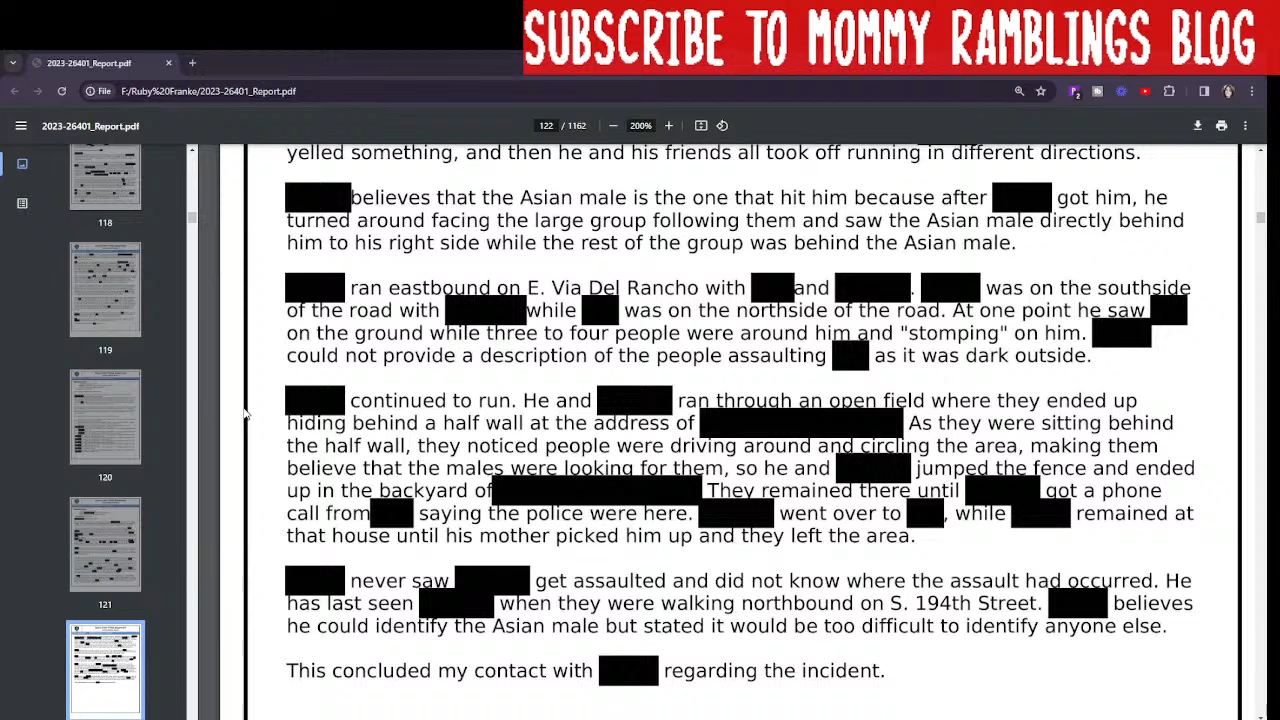 SUBSCRIBE TO MOMMY RAMBLINGS BLOG
2023-26401_Report.pdf
File F:/Ruby%20Franke/2023-26401_Report.pdf
2023-26401_Report.pdf 122 / 1162 200%
118
119
120
121
yelled something, and then he and his friends all took off running in different directions.
believes that the Asian male is the one that hit him because after got him, he
turned around facing the large group following them and saw the Asian male directly behind
him to his right side while the rest of the group was behind the Asian male.
ran eastbound on E. Via Del Rancho with and . was on the southside
of the road with while was on the northside of the road. At one point he saw
on the ground while three to four people were around him and "stomping" on him.
could not provide a description of the people assaulting as it was dark outside.
continued to run. He and ran through an open field where they ended up
hiding behind a half wall at the address of As they were sitting behind
the half wall, they noticed people were driving around and circling the area, making them
believe that the males were looking for them, so he and jumped the fence and ended
up in the backyard of They remained there until got a phone
call from saying the police were here. went over to , while remained at
that house until his mother picked him up and they left the area.
never saw get assaulted and did not know where the assault had occurred. He
has last seen when they were walking northbound on S. 194th Street. believes
he could identify the Asian male but stated it would be too difficult to identify anyone else.
This concluded my contact with regarding the incident.